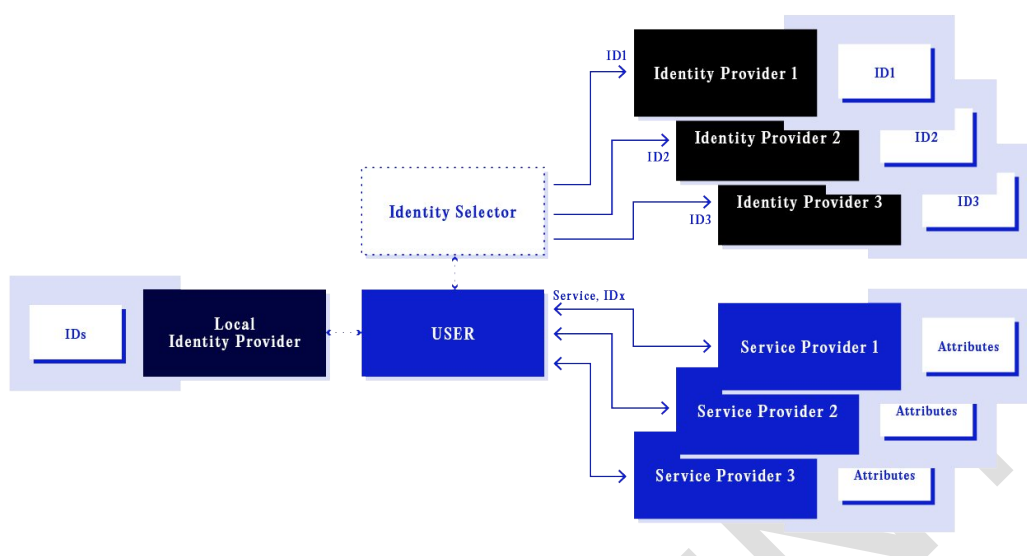 ID1
Identity Provider 1
ID1
Identity Provider 2
ID2
ID2
Identity Selector
Identity Provider 3
ID3
ID3
Service, IDx
IDs
Local
Identity Provider
USER
Service Provider 1
Attributes
Service Provider 2
Attributes
Service Provider 3
Attributes